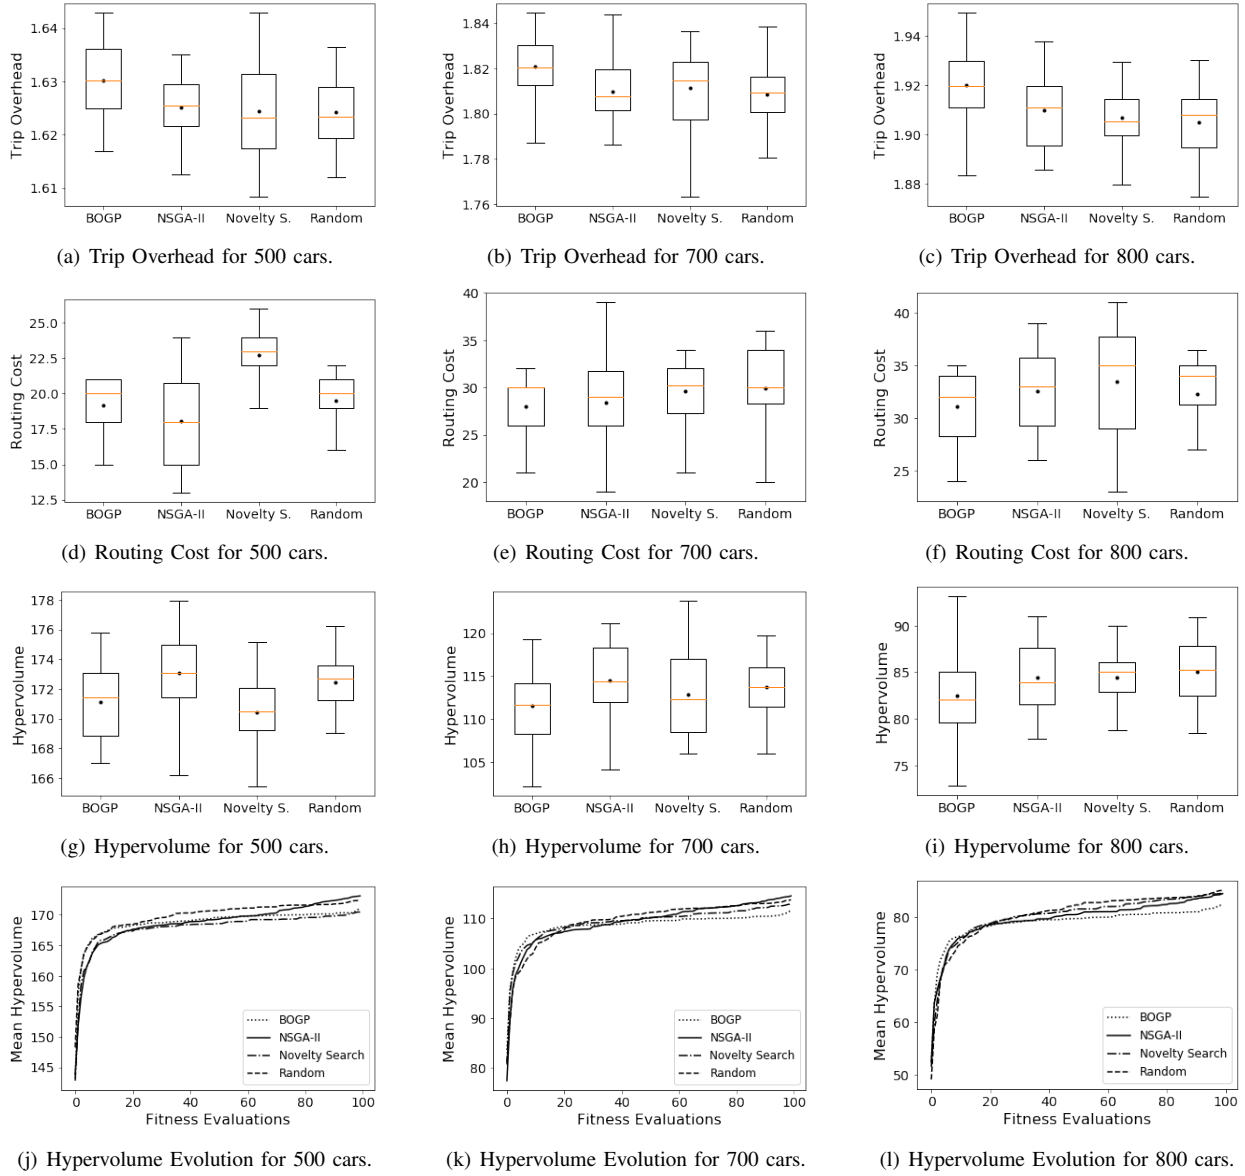 1.64
1.63
1.62
1.61
Trip Overhead
BOGP NSGA-II Novelty S. Random
(a) Trip Overhead for 500 cars.
1.84
1.82
1.80
1.78
1.76
Trip Overhead
BOGP NSGA-II Novelty S. Random
(b) Trip Overhead for 700 cars.
1.94
1.92
1.90
1.88
Trip Overhead
BOGP NSGA-II Novelty S. Random
(c) Trip Overhead for 800 cars.
25.0
22.5
20.0
17.5
15.0
12.5
Routing Cost
BOGP NSGA-II Novelty S. Random
(d) Routing Cost for 500 cars.
40
35
30
25
20
Routing Cost
BOGP NSGA-II Novelty S. Random
(e) Routing Cost for 700 cars.
40
35
30
25
Routing Cost
BOGP NSGA-II Novelty S. Random
(f) Routing Cost for 800 cars.
178
176
174
172
170
168
166
Hypervolume
BOGP NSGA-II Novelty S. Random
(g) Hypervolume for 500 cars.
120
115
110
105
Hypervolume
BOGP NSGA-II Novelty S. Random
(h) Hypervolume for 700 cars.
90
85
80
75
Hypervolume
BOGP NSGA-II Novelty S. Random
(i) Hypervolume for 800 cars.
170
165
160
155
150
145
Mean Hypervolume
BOGP
NSGA-II
Novelty Search
Random
0 20 40 60 80 100
Fitness Evaluations
(j) Hypervolume Evolution for 500 cars.
110
100
90
80
Mean Hypervolume
BOGP
NSGA-II
Novelty Search
Random
0 20 40 60 80 100
Fitness Evaluations
(k) Hypervolume Evolution for 700 cars.
80
70
60
50
Mean Hypervolume
BOGP
NSGA-II
Novelty Search
Random
0 20 40 60 80 100
Fitness Evaluations
(l) Hypervolume Evolution for 800 cars.